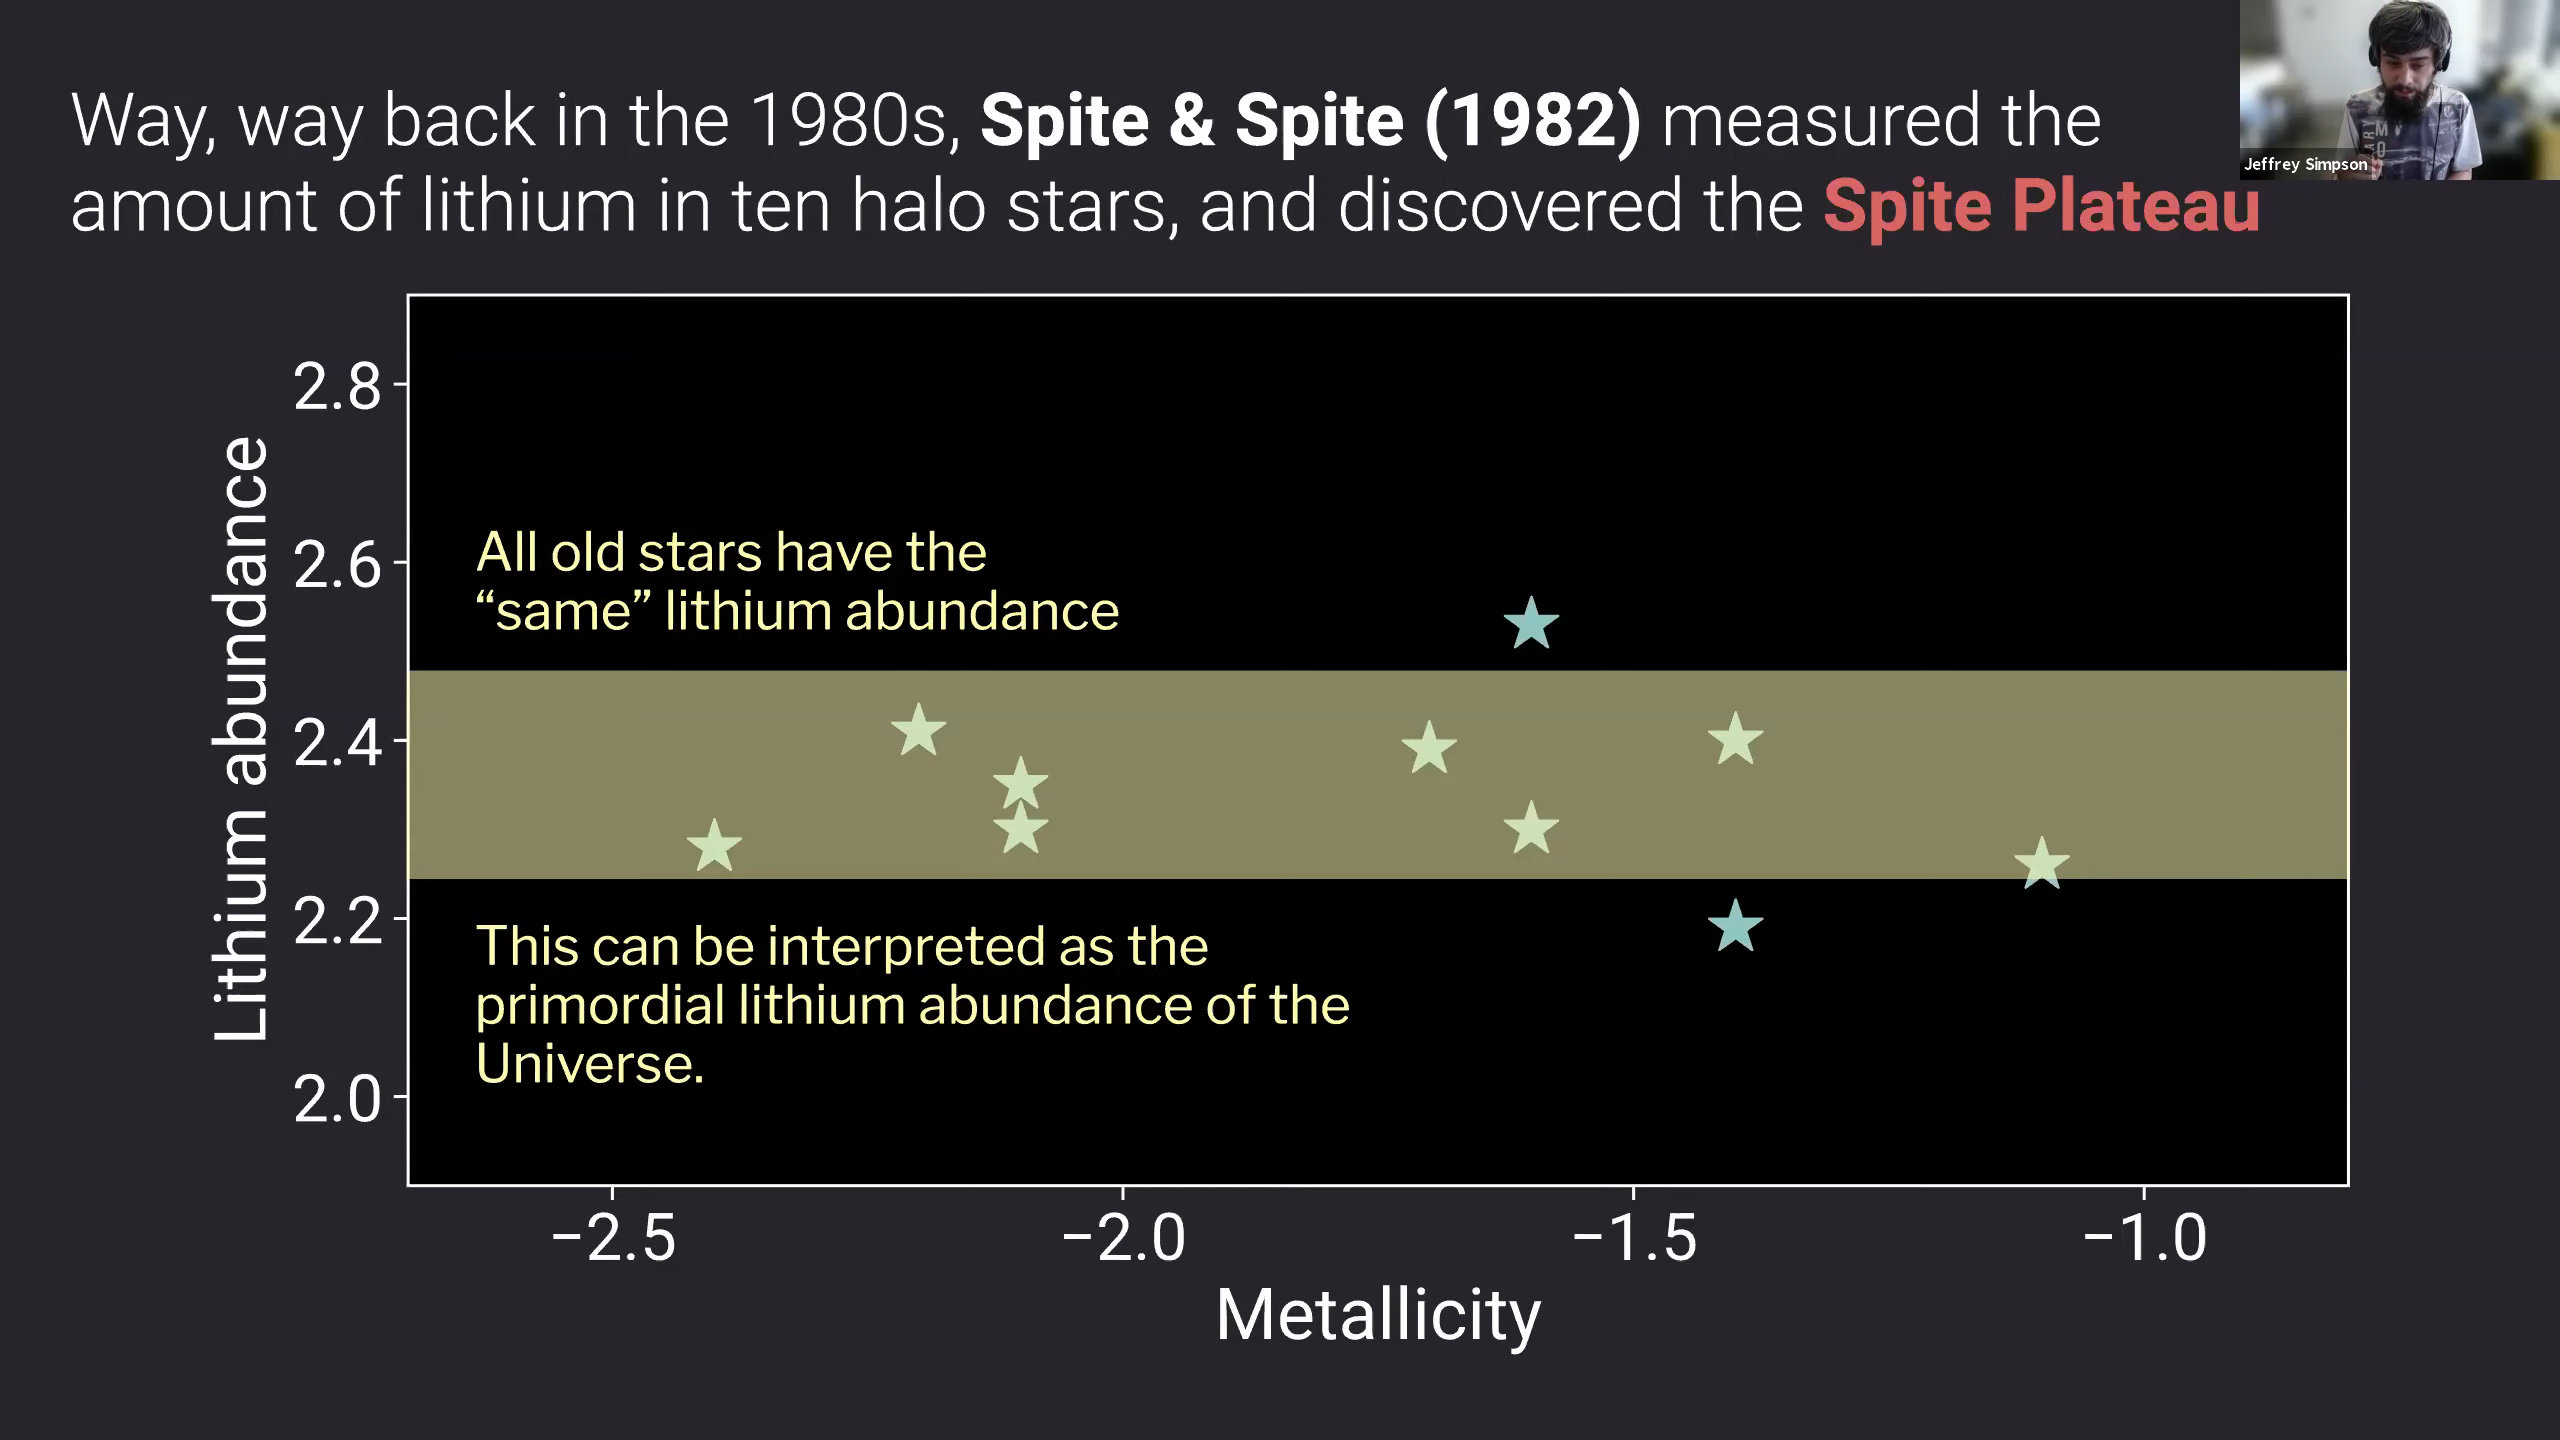 Way, way back in the 1980s, Spite & Spite (1982) measured the
amount of lithium in ten halo stars, and discovered the Spite Plateau
Jeffrey Simpson
2.8
2.6
2.4
2.2
2.0
Lithium abundance
All old stars have the
“same” lithium abundance
This can be interpreted as the
primordial lithium abundance of the
Universe.
−2.5
−2.0
−1.5
−1.0
Metallicity